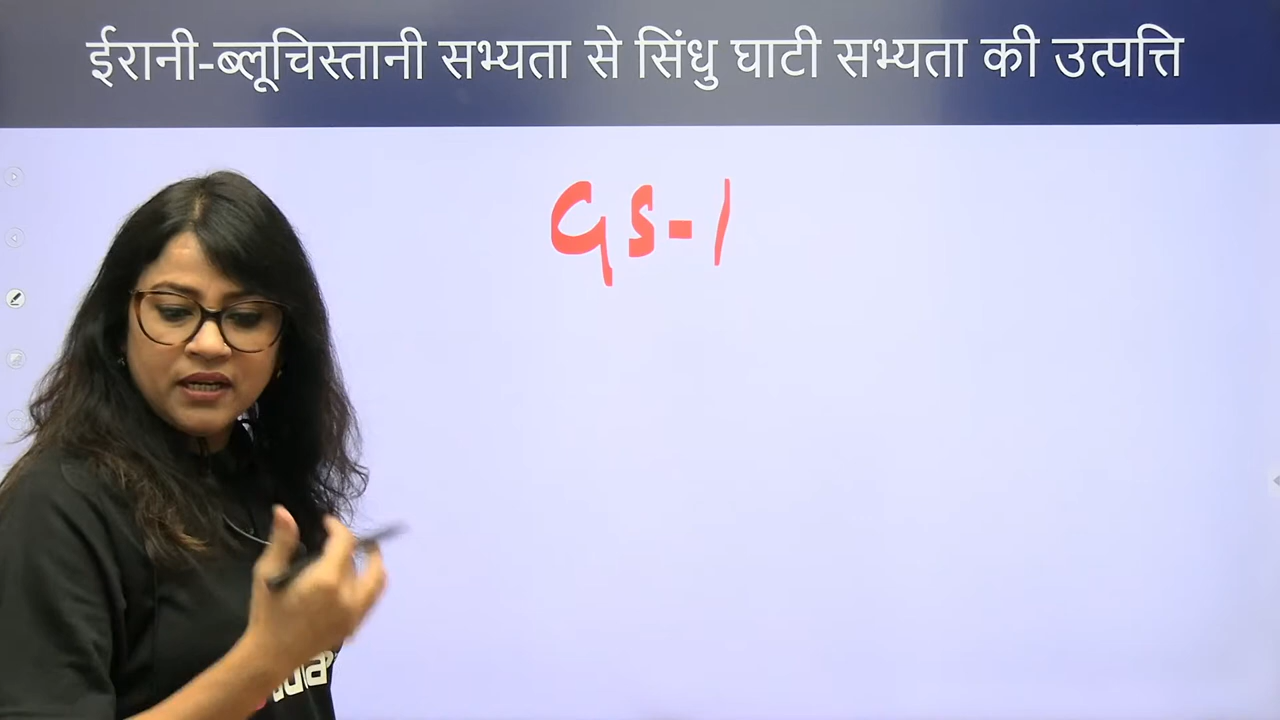 ईरानी-ब्लूचिस्तानी सभ्यता से सिंधु घाटी सभ्यता की उत्पत्ति
GS-1